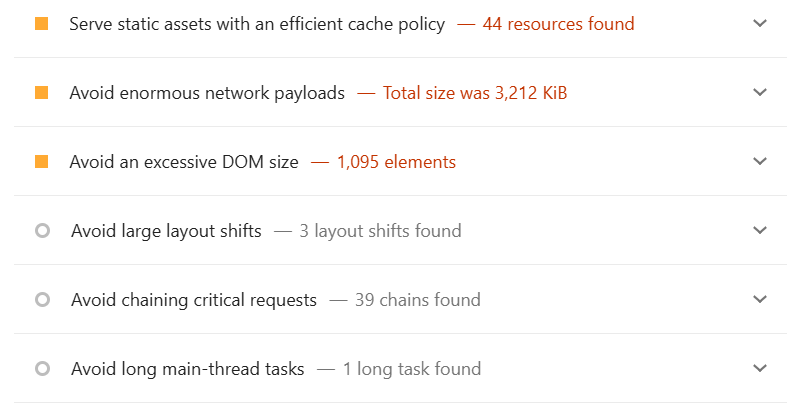 Serve static assets with an efficient cache policy — 44 resources found
Avoid enormous network payloads — Total size was 3,212 KiB
Avoid an excessive DOM size — 1,095 elements
Avoid large layout shifts — 3 layout shifts found
Avoid chaining critical requests — 39 chains found
Avoid long main-thread tasks — 1 long task found